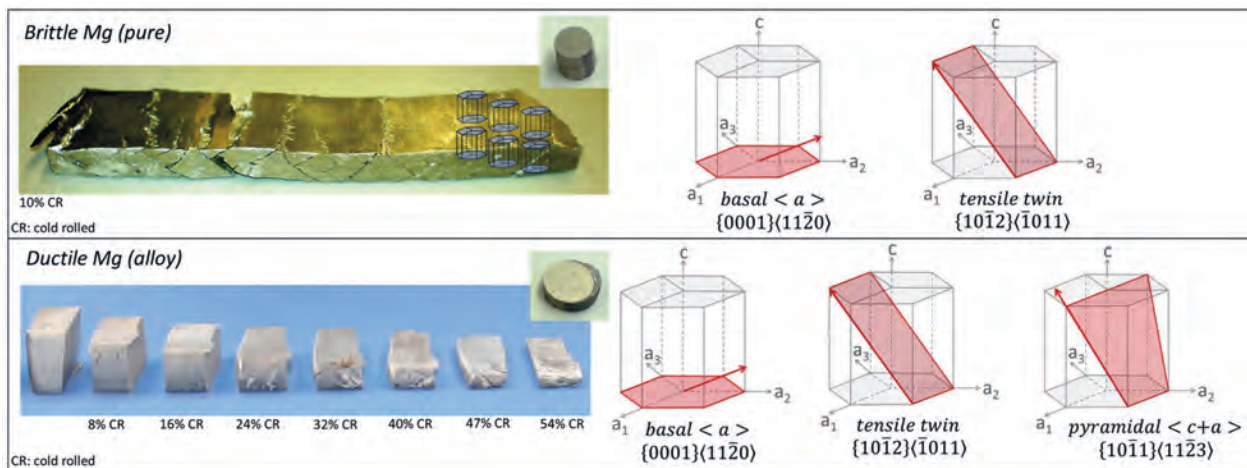 Brittle Mg (pure)
10% CR
CR: cold rolled
c
a₃
a₂
a₁
basal < a >
{0001}⟨112̄0⟩
c
a₃
a₂
a₁
tensile twin
{101̄2}⟨1̄011⟩
Ductile Mg (alloy)
8% CR
16% CR
24% CR
32% CR
40% CR
47% CR
54% CR
CR: cold rolled
c
a₃
a₂
a₁
basal < a >
{0001}⟨112̄0⟩
c
a₃
a₂
a₁
tensile twin
{101̄2}⟨1̄011⟩
c
a₃
a₂
a₁
pyramidal < c+a >
{101̄1}⟨112̄3⟩